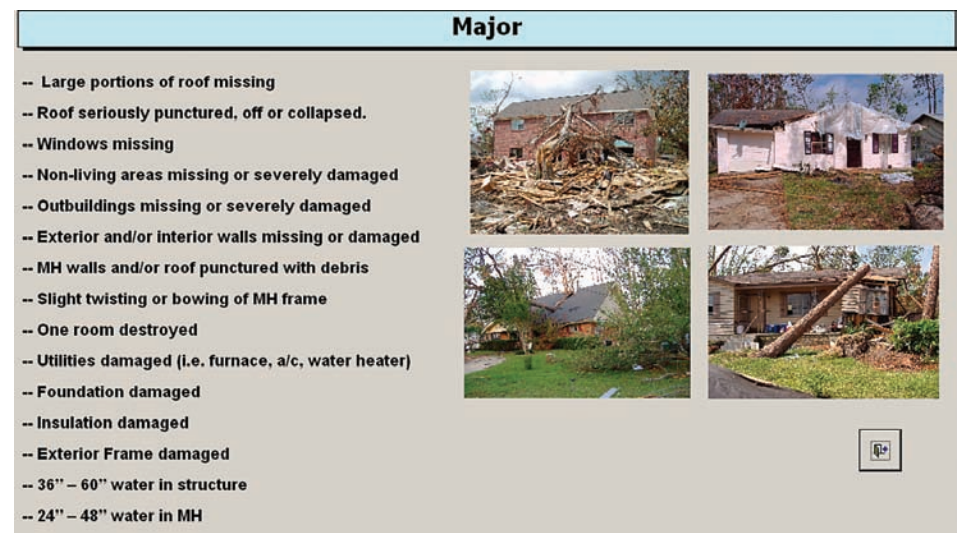 Major
-- Large portions of roof missing
-- Roof seriously punctured, off or collapsed.
-- Windows missing
-- Non-living areas missing or severely damaged
-- Outbuildings missing or severely damaged
-- Exterior and/or interior walls missing or damaged
-- MH walls and/or roof punctured with debris
-- Slight twisting or bowing of MH frame
-- One room destroyed
-- Utilities damaged (i.e. furnace, a/c, water heater)
-- Foundation damaged
-- Insulation damaged
-- Exterior Frame damaged
-- 36” – 60” water in structure
-- 24” – 48” water in MH